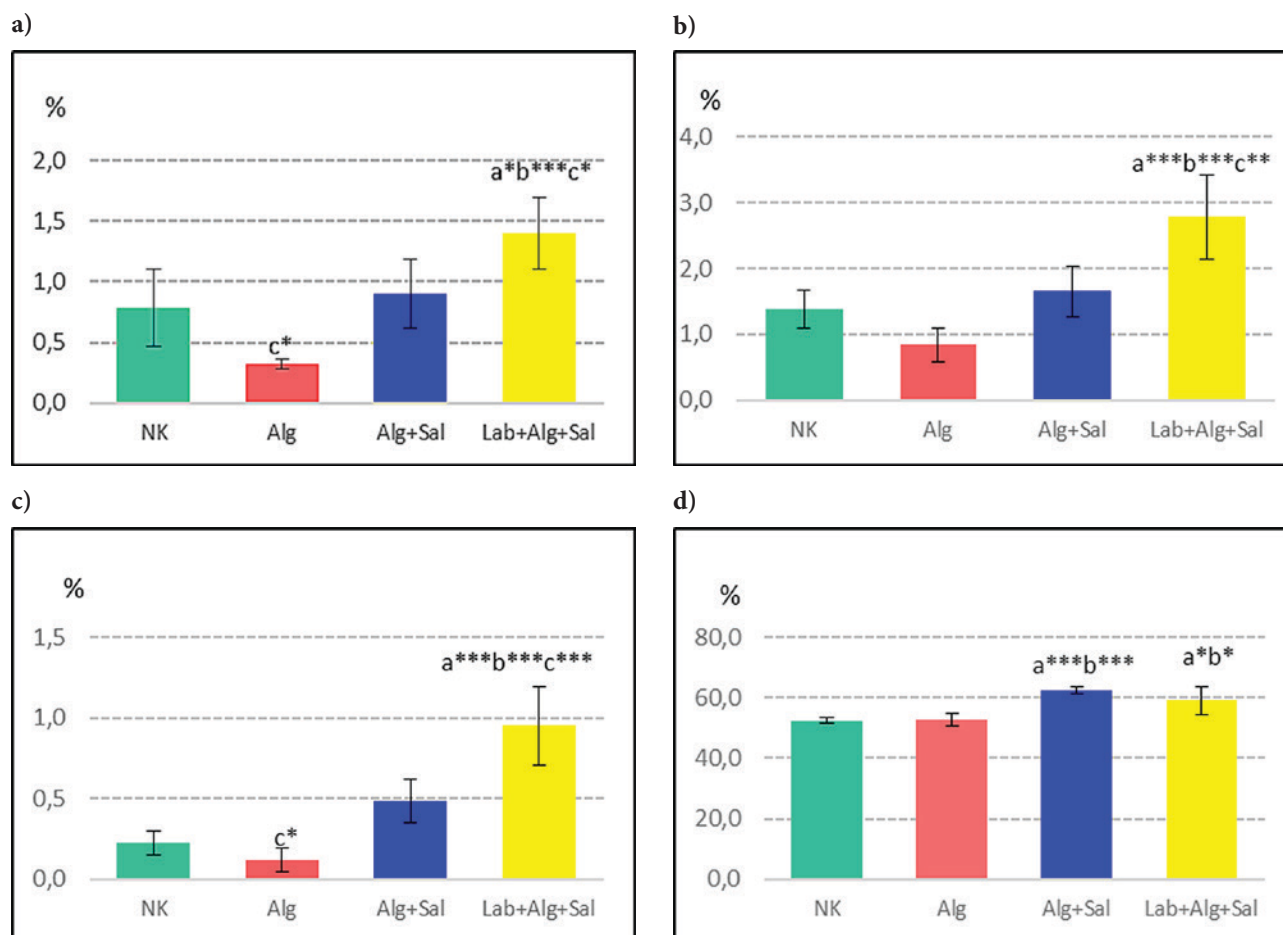 a)
%
2,0
1,5
1,0
0,5
0,0
c*
a*b***c*
NK Alg Alg+Sal Lab+Alg+Sal
b)
%
4,0
3,0
2,0
1,0
0,0
a***b***c**
NK Alg Alg+Sal Lab+Alg+Sal
c)
%
1,5
1,0
0,5
0,0
c*
a***b***c***
NK Alg Alg+Sal Lab+Alg+Sal
d)
%
80,0
60,0
40,0
20,0
0,0
a***b***
a*b*
NK Alg Alg+Sal Lab+Alg+Sal